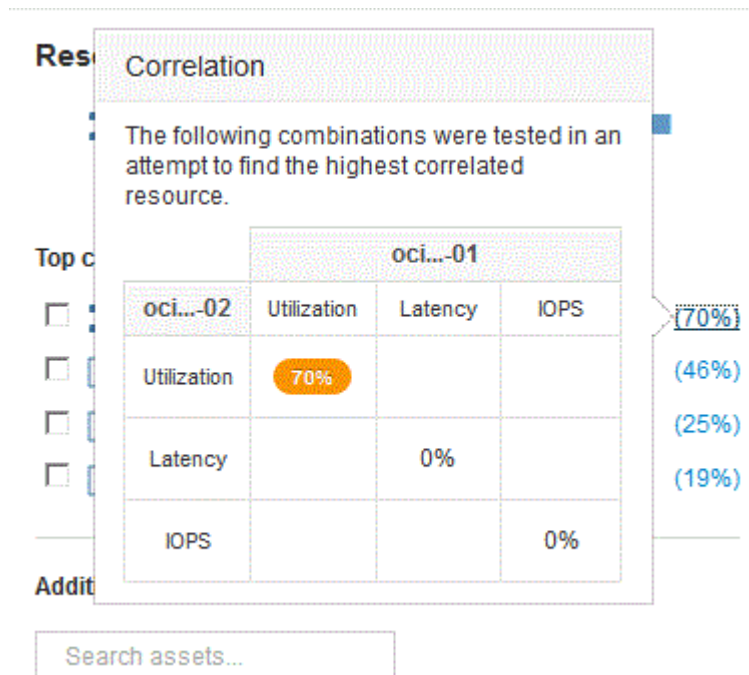 Res
Correlation
The following combinations were tested in an
attempt to find the highest correlated
resource.
Top c
oci...-01
oci...-02 Utilization Latency IOPS
(70%)
Utilization 70%
(46%)
(25%)
Latency 0%
(19%)
IOPS 0%
Addit
Search assets...